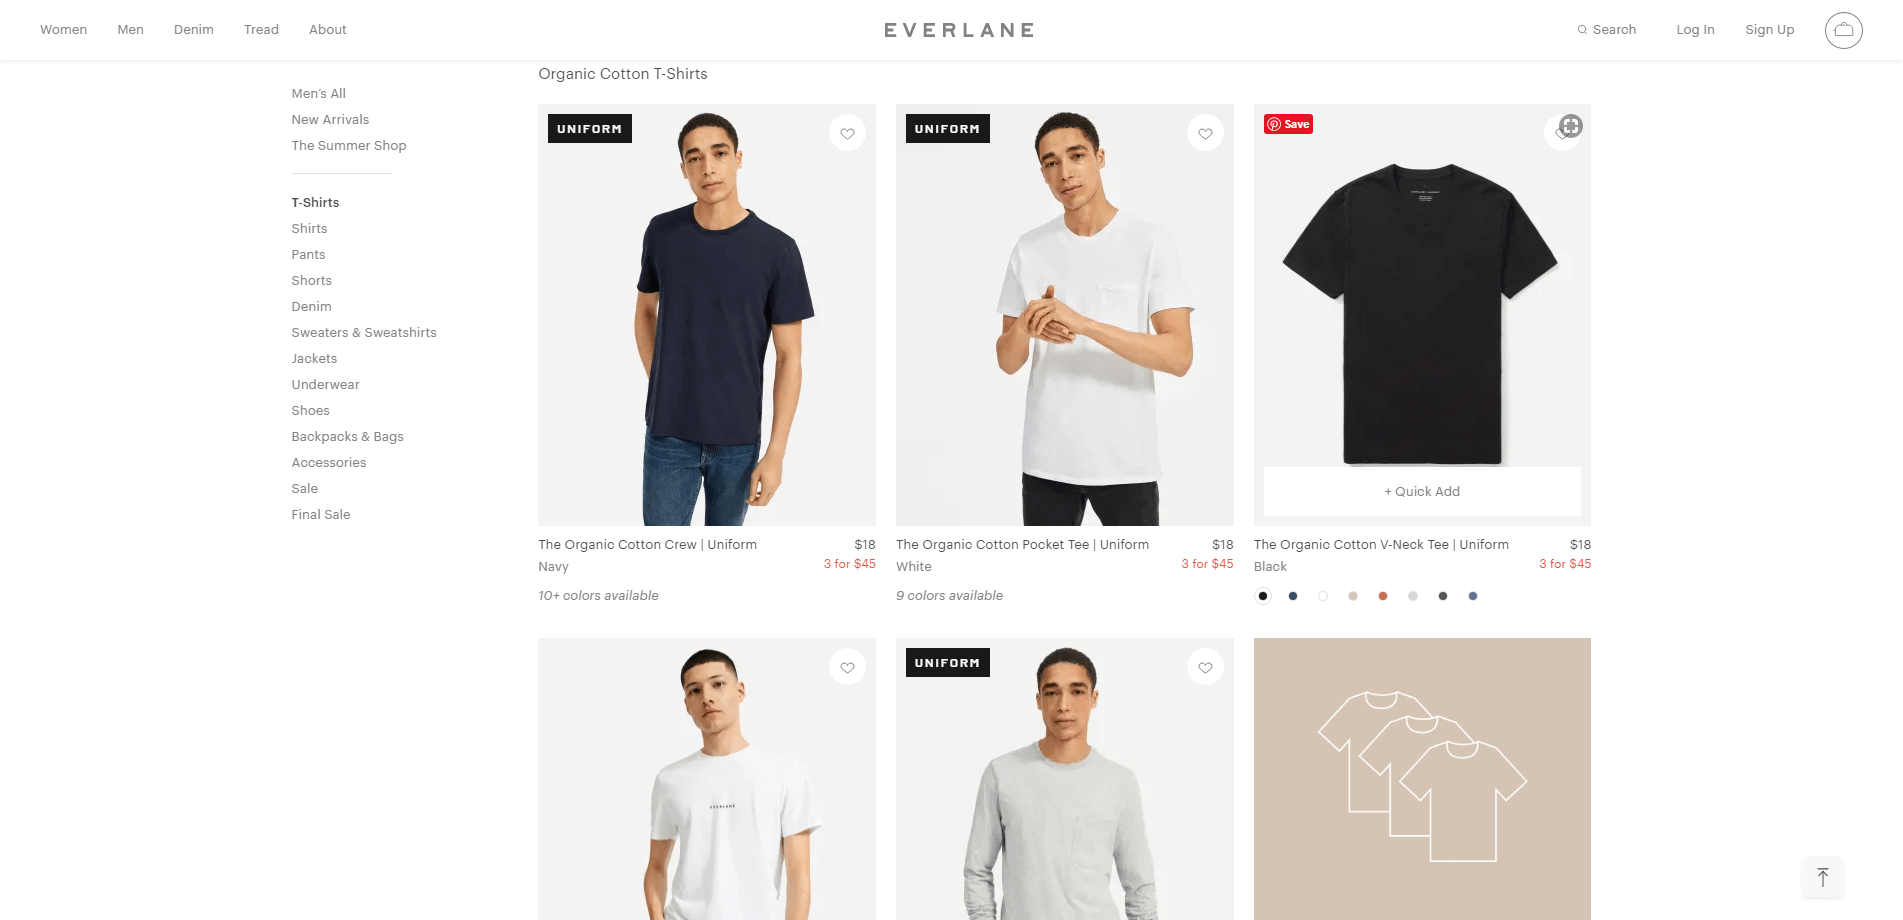 Women
Men
Denim
Tread
About
EVERLANE
Search
Log In
Sign Up
Men's All
New Arrivals
The Summer Shop
T-Shirts
Shirts
Pants
Shorts
Denim
Sweaters & Sweatshirts
Jackets
Underwear
Shoes
Backpacks & Bags
Accessories
Sale
Final Sale
Organic Cotton T-Shirts
UNIFORM
The Organic Cotton Crew | Uniform
$18
Navy
3 for $45
10+ colors available
UNIFORM
The Organic Cotton Pocket Tee | Uniform
$18
White
3 for $45
9 colors available
Save
+ Quick Add
The Organic Cotton V-Neck Tee | Uniform
$18
Black
3 for $45
EVERLANE
UNIFORM